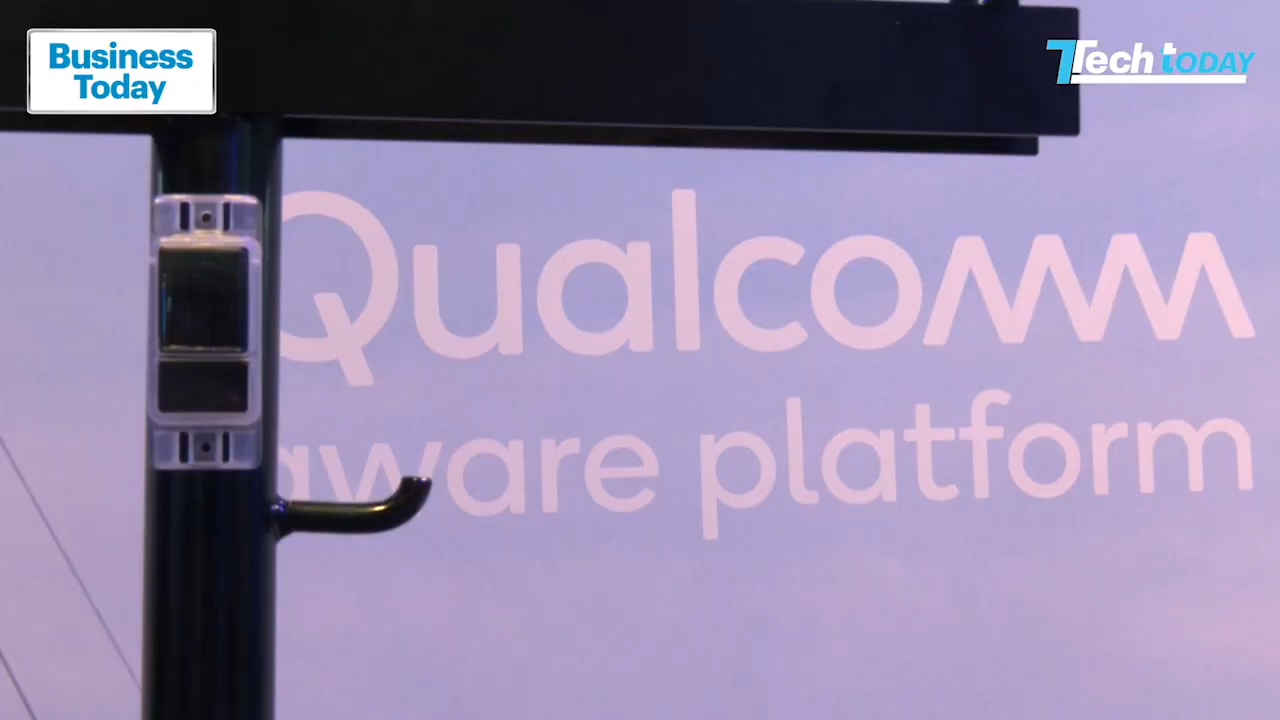 Business
Today
Tech today
Qualcomm
aware platform